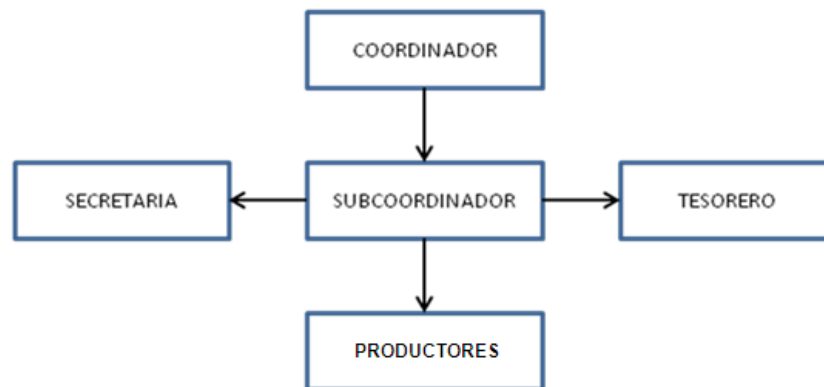 COORDINADOR
SECRETARIA
SUBCOORDINADOR
TESORERO
PRODUCTORES